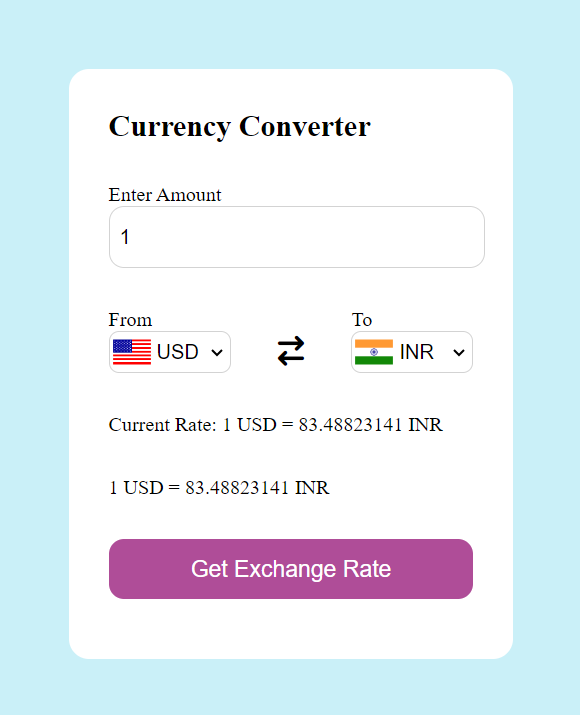 Currency Converter
Enter Amount
1
From To
USD INR
Current Rate: 1 USD = 83.48823141 INR
1 USD = 83.48823141 INR
Get Exchange Rate